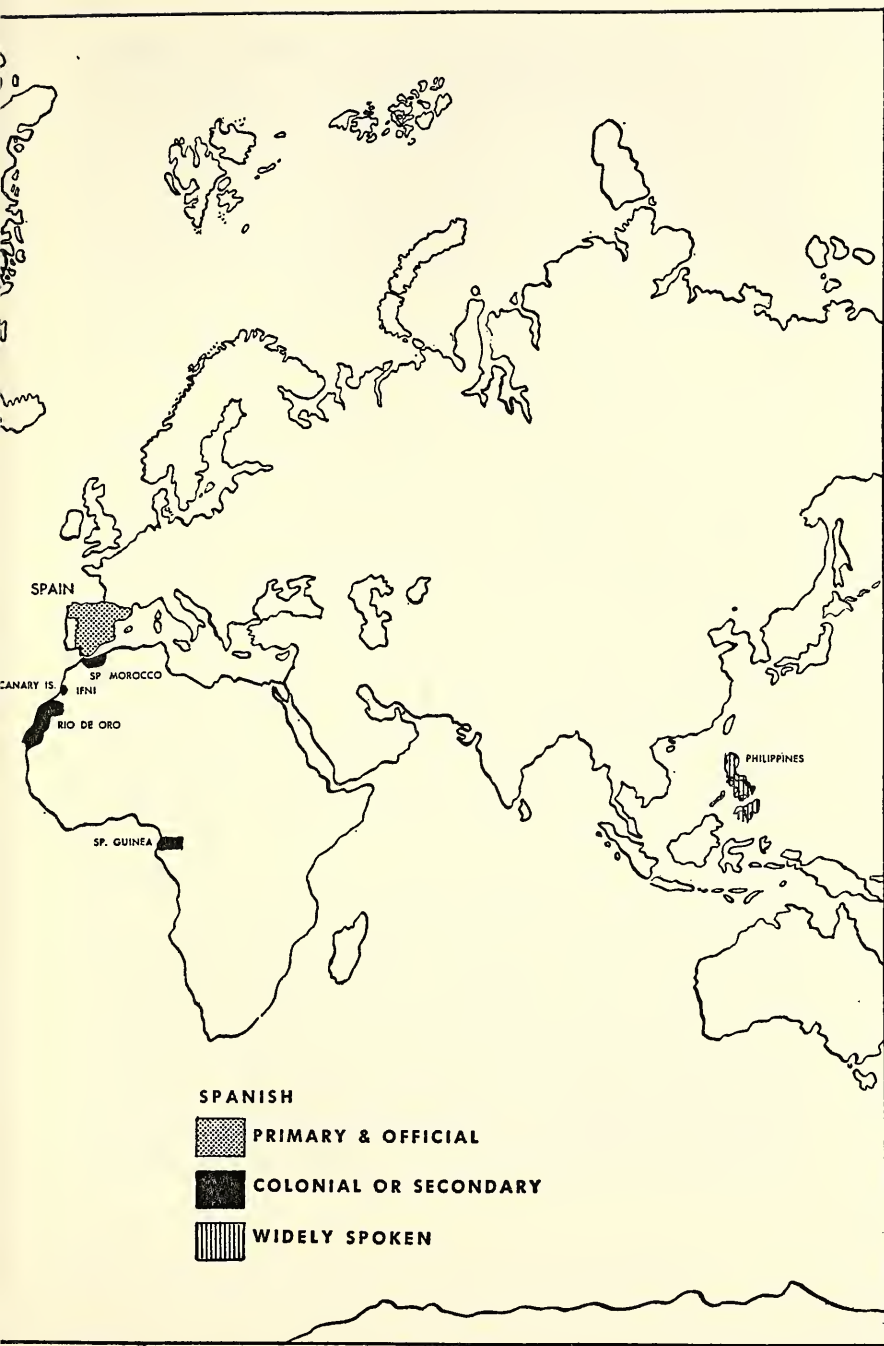 SPAIN
SP MOROCCO
CANARY IS.
IFNI
RIO DE ORO
PHILIPPINES
SP. GUINEA
SPANISH
PRIMARY & OFFICIAL
COLONIAL OR SECONDARY
WIDELY SPOKEN